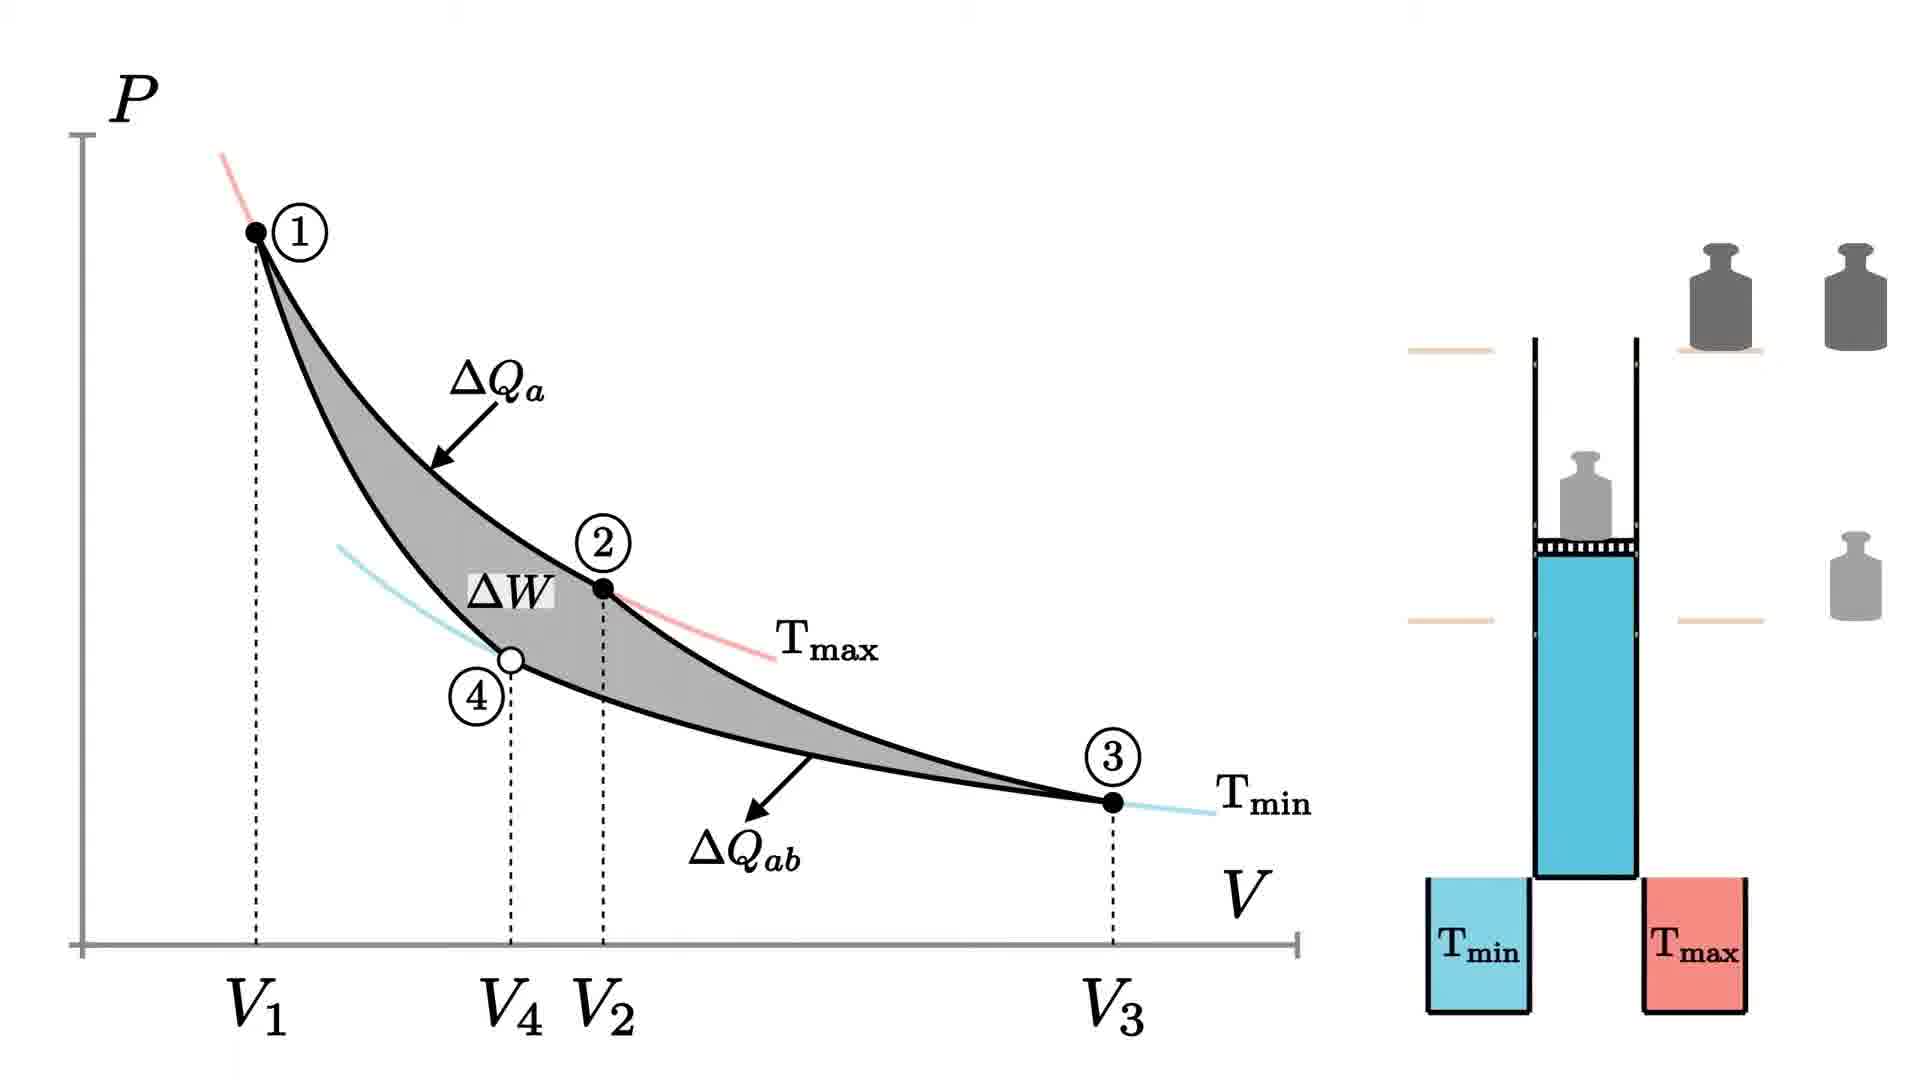 P
①
ΔQₐ
②
ΔW
Tmax
④
③
Tmin
ΔQab
V
V₁
V₄
V₂
V₃
Tmin
Tmax